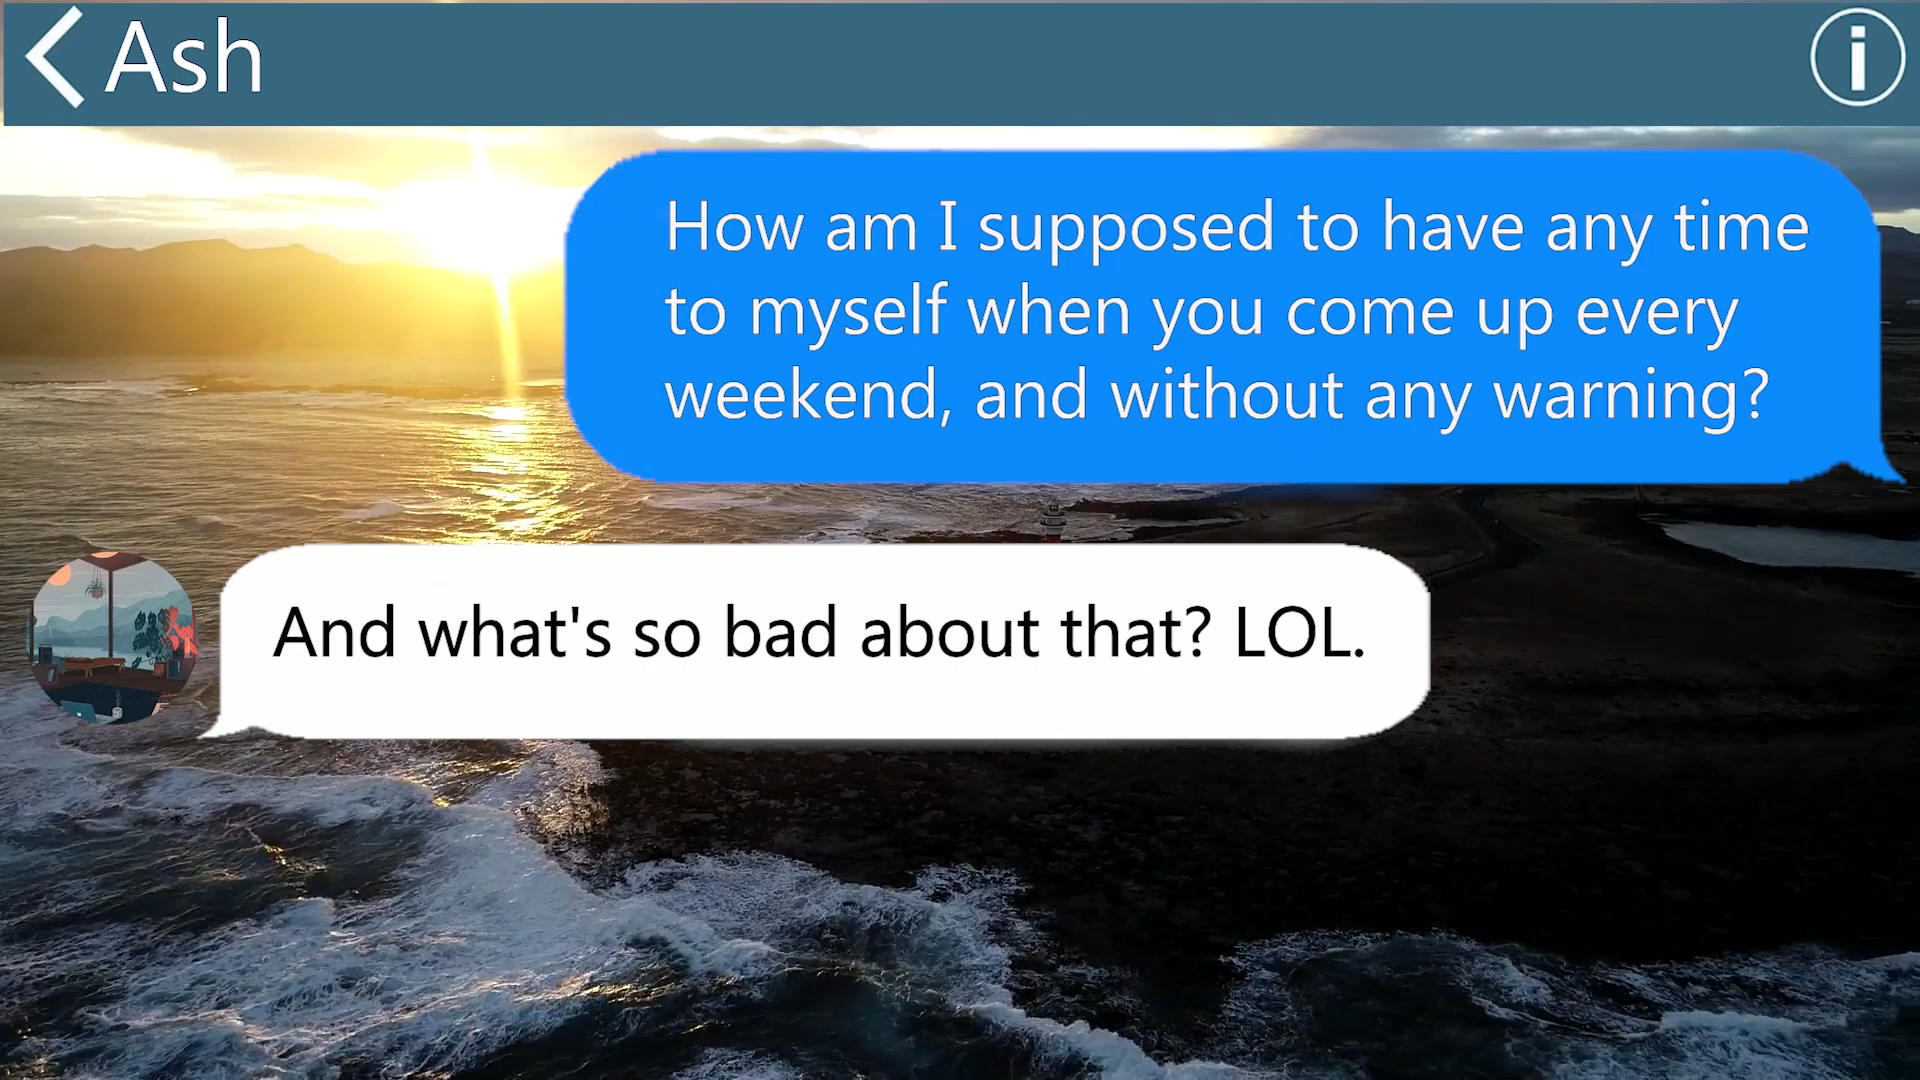 Ash
How am I supposed to have any time
to myself when you come up every
weekend, and without any warning?
And what's so bad about that? LOL.